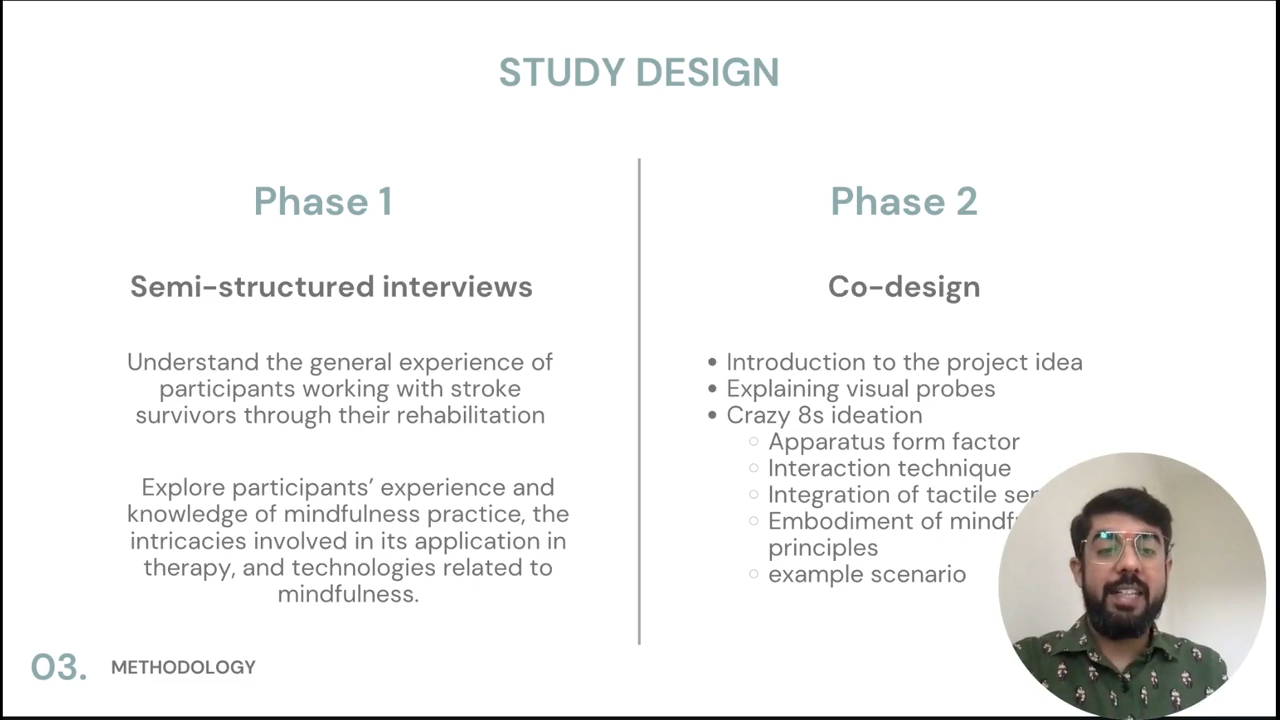 STUDY DESIGN
Phase 1
Semi-structured interviews
Understand the general experience of
participants working with stroke
survivors through their rehabilitation
Explore participants’ experience and
knowledge of mindfulness practice, the
intricacies involved in its application in
therapy, and technologies related to
mindfulness.
Phase 2
Co-design
• Introduction to the project idea
• Explaining visual probes
• Crazy 8s ideation
○ Apparatus form factor
○ Interaction technique
○ Integration of tactile
○ Embodiment of
principles
○ example scenario
03. METHODOLOGY